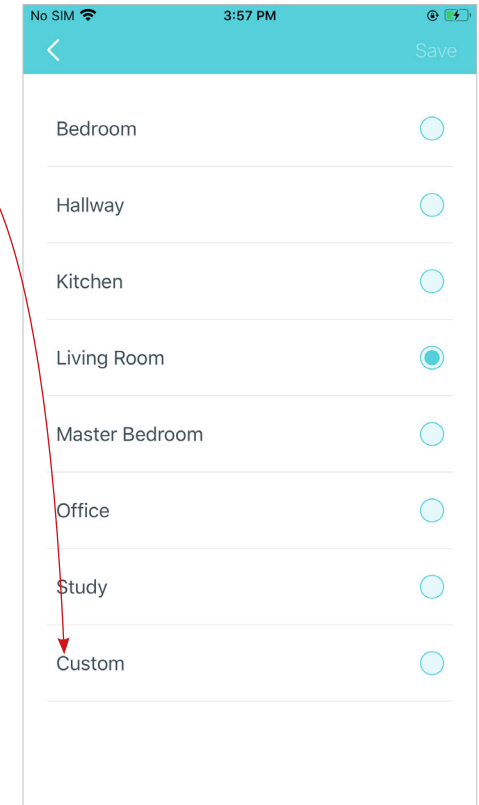 No SIM 3:57 PM
Save
Bedroom
Hallway
Kitchen
Living Room
Master Bedroom
Office
Study
Custom